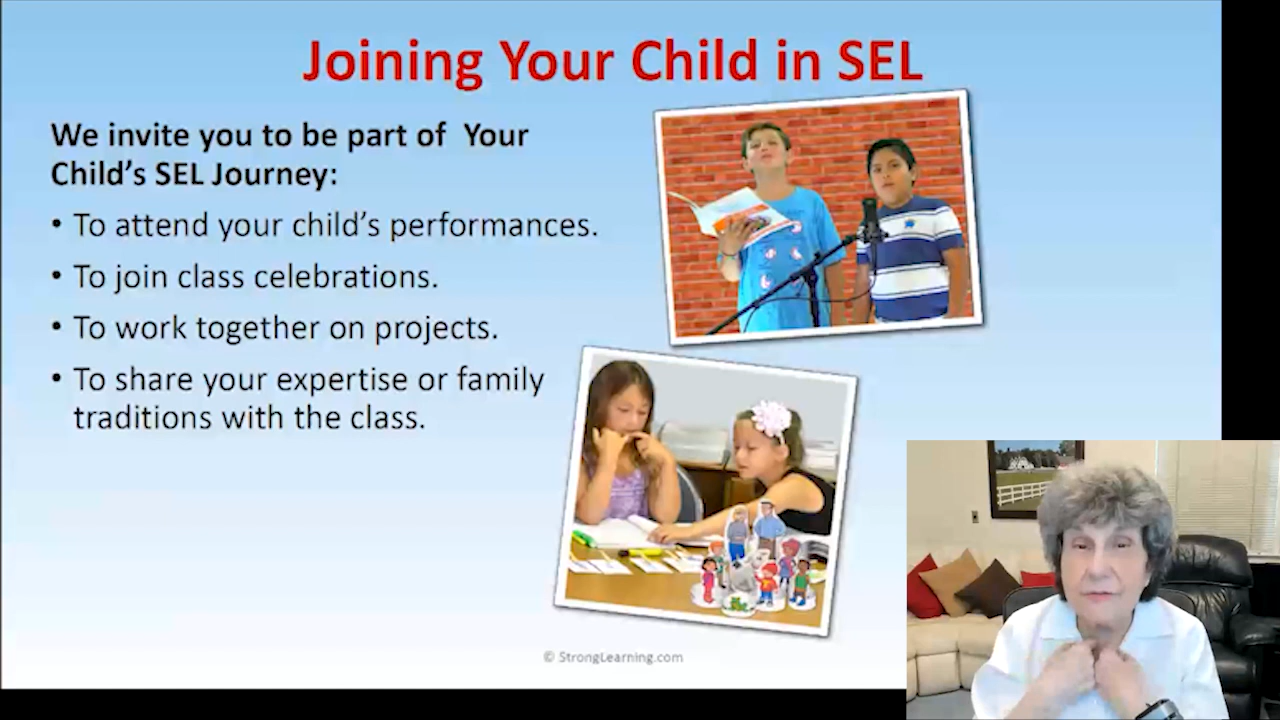 Joining Your Child in SEL
We invite you to be part of  Your
Child’s SEL Journey:
• To attend your child’s performances.
• To join class celebrations.
• To work together on projects.
• To share your expertise or family
traditions with the class.
© StrongLearning.com